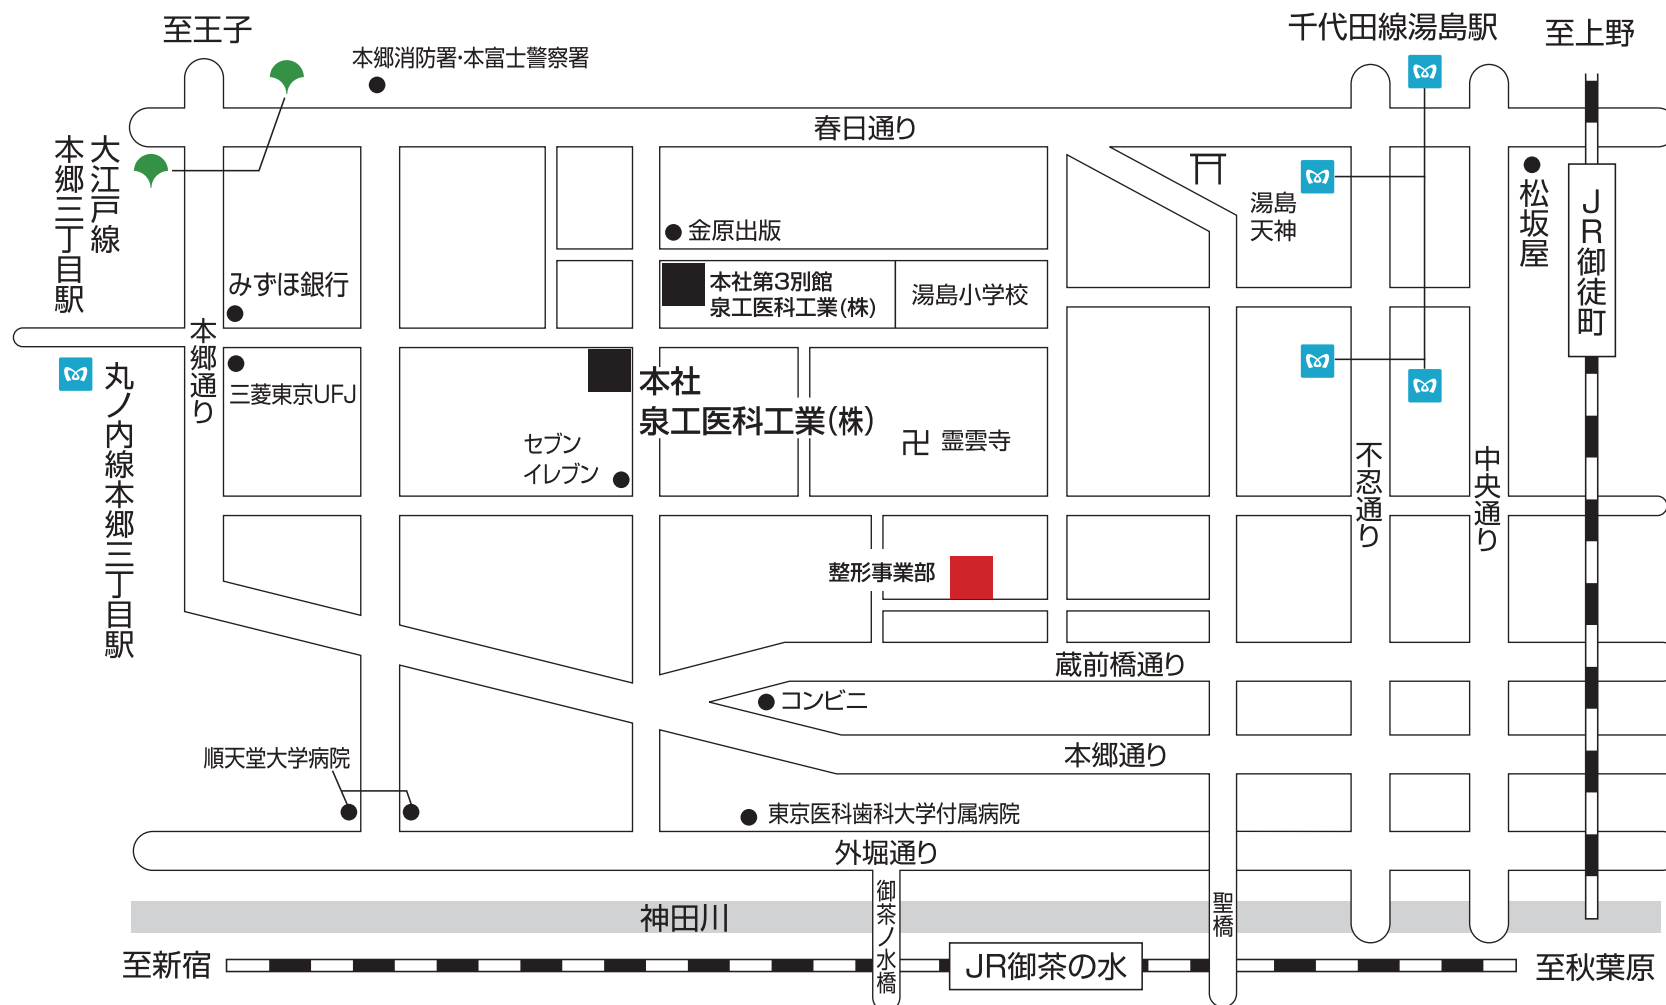 至王子
本郷消防署・本富士警察署
千代田線湯島駅
至上野
春日通り
大江戸線
本郷三丁目駅
湯島
天神
松坂屋
JR御徒町
金原出版
みずほ銀行
本社第3別館
泉工医科工業(株)
湯島小学校
本郷通り
丸ノ内線本郷三丁目駅
三菱東京UFJ
本社
泉工医科工業(株)
セブン
イレブン
卍 霊雲寺
不忍通り
中央通り
整形事業部
蔵前橋通り
コンビニ
本郷通り
順天堂大学病院
東京医科歯科大学付属病院
外堀通り
御茶ノ水橋
聖橋
神田川
至新宿
JR御茶の水
至秋葉原